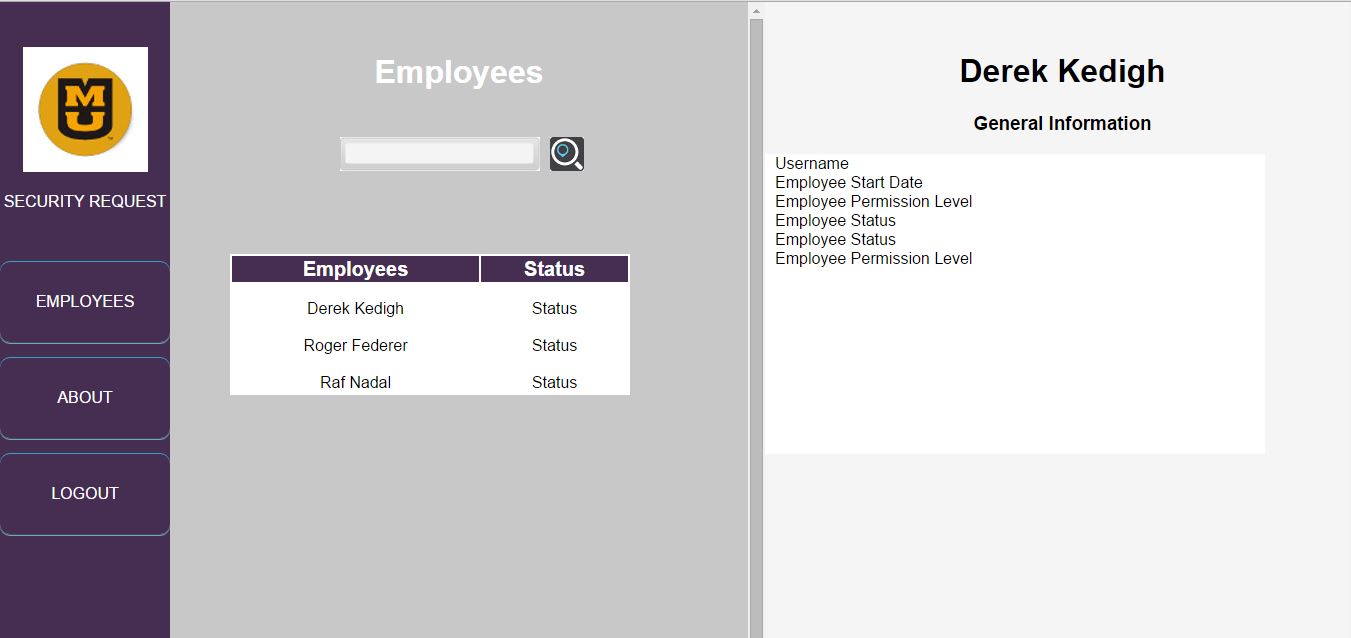 MU
SECURITY REQUEST
EMPLOYEES
ABOUT
LOGOUT
Employees
Employees Status
Derek Kedigh Status
Roger Federer Status
Raf Nadal Status
Derek Kedigh
General Information
Username
Employee Start Date
Employee Permission Level
Employee Status
Employee Status
Employee Permission Level